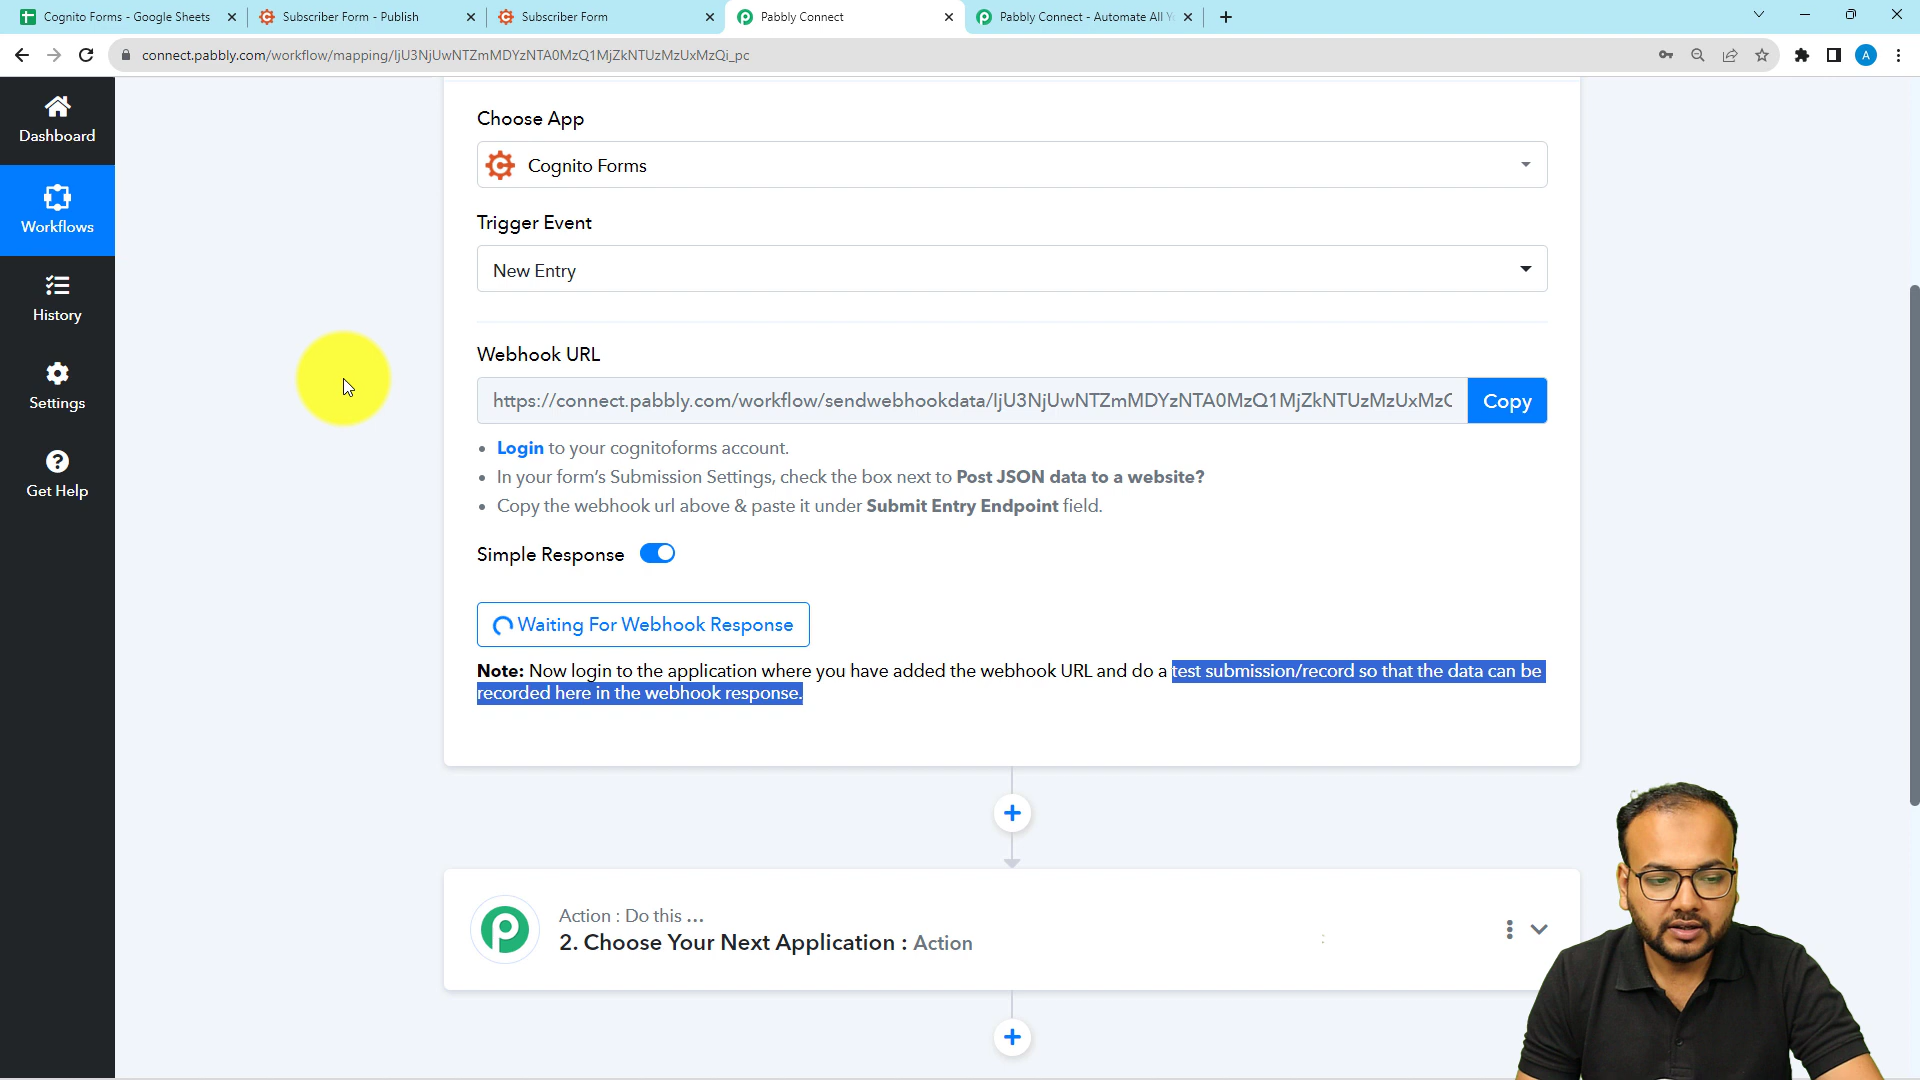 Cognito Forms - Google Sheets
Subscriber Form - Publish
Subscriber Form
Pabbly Connect
Pabbly Connect - Automate All Y
connect.pabbly.com/workflow/mapping/IjU3NjUwNTZmMDYzNTA0MzQ1MjZkNTUzMzUxMzQi_pc
A
Dashboard
Workflows
History
Settings
Get Help
Choose App
Cognito Forms
Trigger Event
New Entry
Webhook URL
https://connect.pabbly.com/workflow/sendwebhookdata/IjU3NjUwNTZmMDYzNTA0MzQ1MjZkNTUzMzUxMzQ
Copy
• Login to your cognitoforms account.
• In your form's Submission Settings, check the box next to Post JSON data to a website?
• Copy the webhook url above & paste it under Submit Entry Endpoint field.
Simple Response
Waiting For Webhook Response
Note: Now login to the application where you have added the webhook URL and do a test submission/record so that the data can be
recorded here in the webhook response.
Action : Do this ...
2. Choose Your Next Application : Action